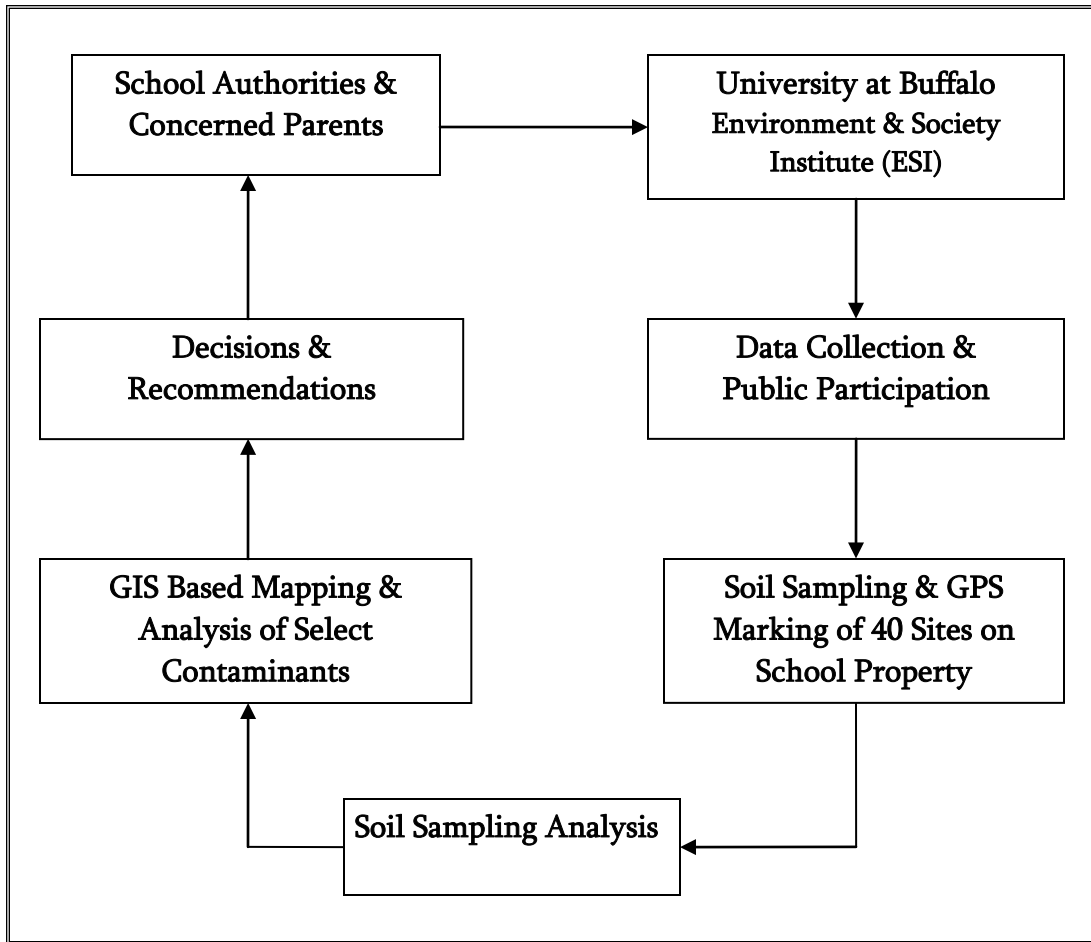 School Authorities &
Concerned Parents
University at Buffalo
Environment & Society
Institute (ESI)
Decisions &
Recommendations
Data Collection &
Public Participation
GIS Based Mapping &
Analysis of Select
Contaminants
Soil Sampling & GPS
Marking of 40 Sites on
School Property
Soil Sampling Analysis